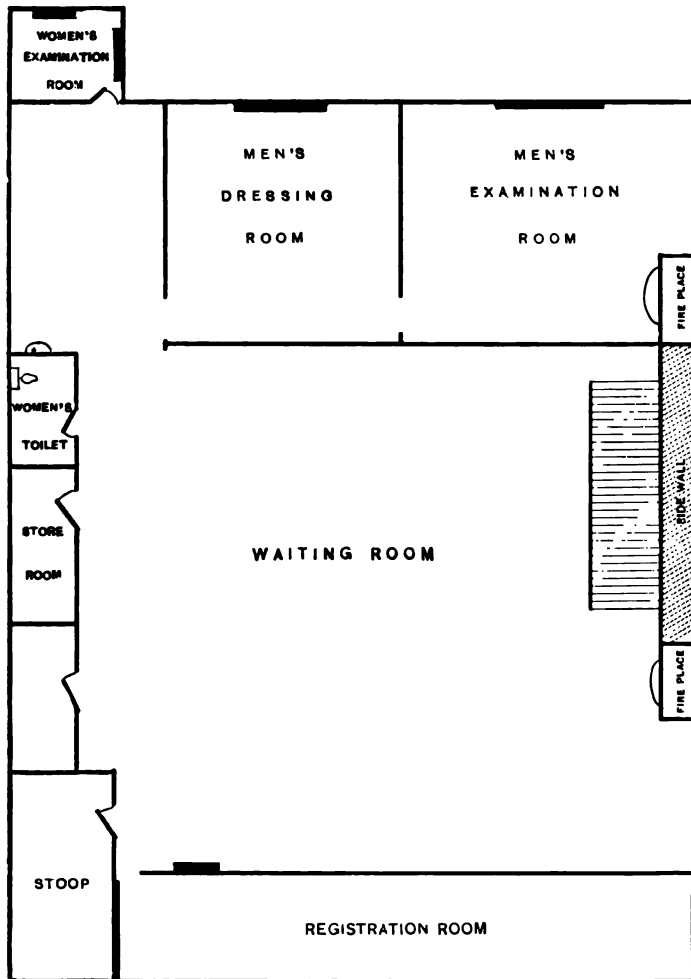 WOMEN'S
EXAMINATION
ROOM
MEN'S
DRESSING
ROOM
MEN'S
EXAMINATION
ROOM
FIRE PLACE
WOMEN'S
TOILET
SIDE WALL
STORE
ROOM
WAITING ROOM
FIRE PLACE
STOOP
REGISTRATION ROOM